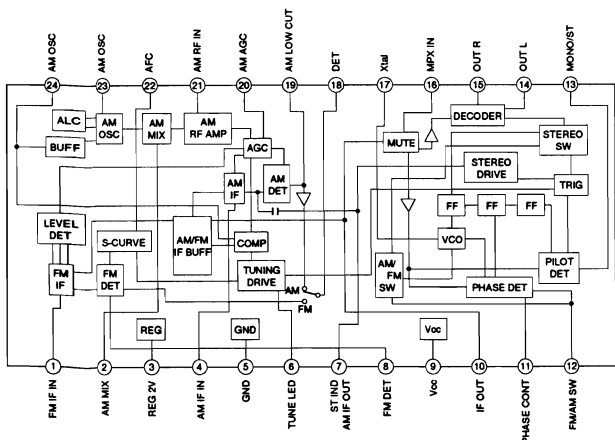 AM OSC
AM OSC
AFC
AM RF IN
AM AGC
AM LOW CUT
DET
Xtal
MPX IN
OUT R
OUT L
MONO/ST
24
23
22
21
20
19
18
17
16
15
14
13
ALC
BUFF
AM
OSC
AM
MIX
AM
RF AMP
AGC
AM
DET
AM
IF
MUTE
DECODER
STEREO
SW
STEREO
DRIVE
TRIG
FF
FF
FF
VCO
LEVEL
DET
S-CURVE
AM/FM
IF BUFF
COMP
FM
IF
FM
DET
TUNING
DRIVE
AM
FM
AM/
FM
SW
PHASE DET
PILOT
DET
REG
GND
Vcc
1
2
3
4
5
6
7
8
9
10
11
12
FM IF IN
AM MIX
REG 2V
AM IF IN
GND
TUNE LED
ST IND
AM IF OUT
FM DET
Vcc
IF OUT
PHASE CONT
FM/AM SW